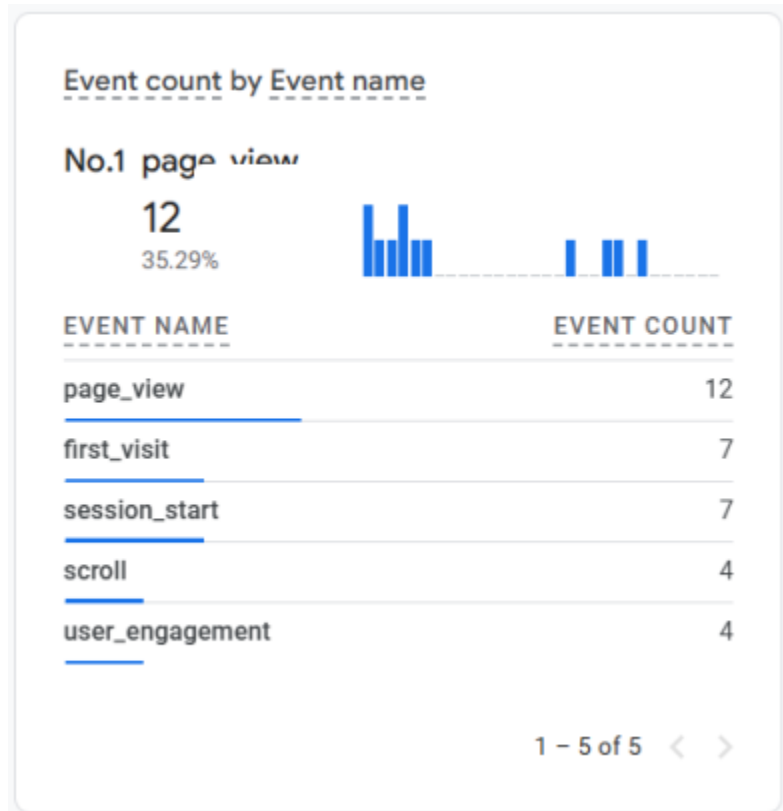 Event count by Event name
No.1 page_view
12
35.29%
EVENT NAME EVENT COUNT
page_view 12
first_visit 7
session_start 7
scroll 4
user_engagement 4
1 – 5 of 5